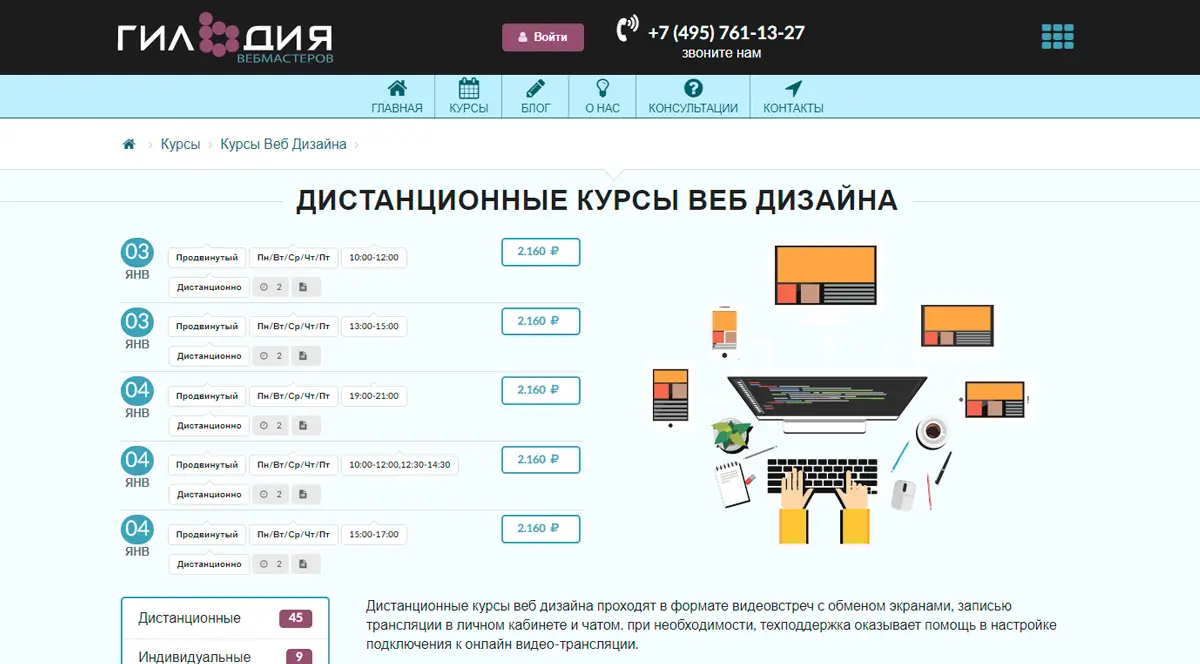 ГИЛДИЯ
ВЕБМАСТЕРОВ
Войти
+7 (495) 761-13-27
звоните нам
ГЛАВНАЯ
КУРСЫ
БЛОГ
О НАС
КОНСУЛЬТАЦИИ
КОНТАКТЫ
Курсы › Курсы Веб Дизайна ›
ДИСТАНЦИОННЫЕ КУРСЫ ВЕБ ДИЗАЙНА
03 ЯНВ
Продвинутый Пн/Вт/Ср/Чт/Пт 10:00-12:00 2.160 ₽
Дистанционно 2
03 ЯНВ
Продвинутый Пн/Вт/Ср/Чт/Пт 13:00-15:00 2.160 ₽
Дистанционно 2
04 ЯНВ
Продвинутый Пн/Вт/Ср/Чт/Пт 19:00-21:00 2.160 ₽
Дистанционно 2
04 ЯНВ
Продвинутый Пн/Вт/Ср/Чт/Пт 10:00-12:00,12:30-14:30 2.160 ₽
Дистанционно 2
04 ЯНВ
Продвинутый Пн/Вт/Ср/Чт/Пт 15:00-17:00 2.160 ₽
Дистанционно 2
Дистанционные 45
Индивидуальные 9
Дистанционные курсы веб дизайна проходят в формате видеовстреч с обменом экранами, записью
трансляции в личном кабинете и чатом. при необходимости, техподдержка оказывает помощь в настройке
подключения к онлайн видео-трансляции.